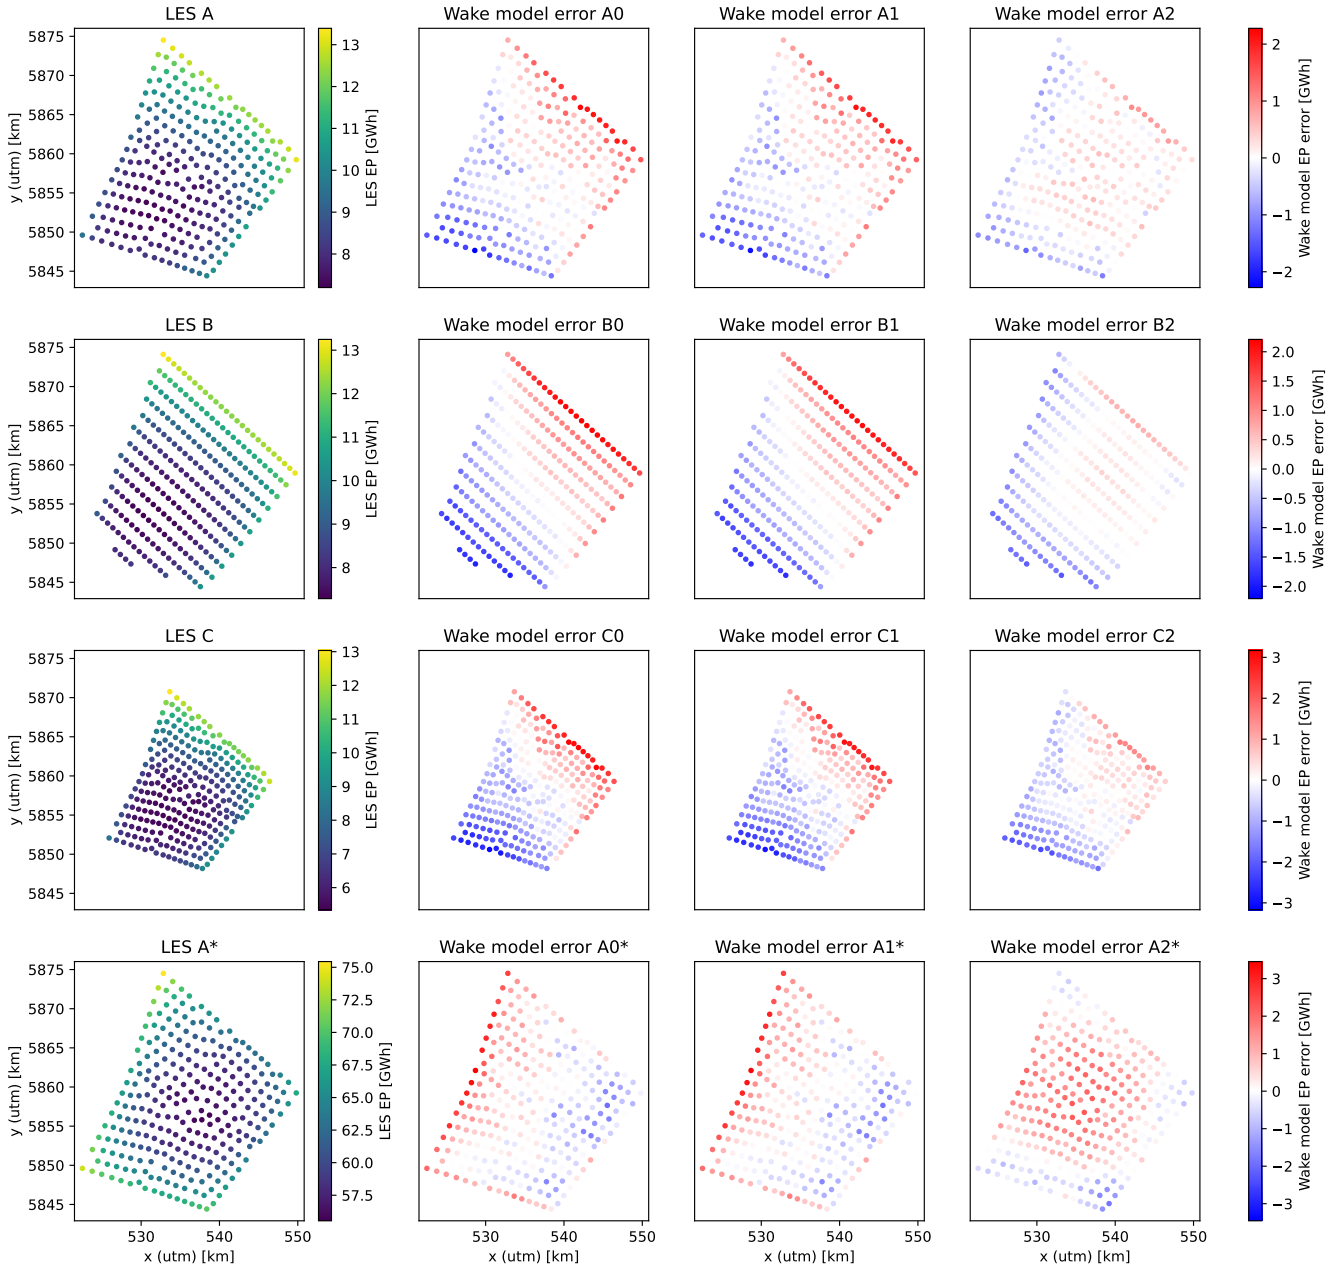 LES A
Wake model error A0
Wake model error A1
Wake model error A2
y (utm) [km]
5875
5870
5865
5860
5855
5850
5845
13
12
11
10
9
8
LES EP [GWh]
2
1
0
−1
−2
Wake model EP error [GWh]
LES B
Wake model error B0
Wake model error B1
Wake model error B2
y (utm) [km]
5875
5870
5865
5860
5855
5850
5845
13
12
11
10
9
8
LES EP [GWh]
2.0
1.5
1.0
0.5
0.0
−0.5
−1.0
−1.5
−2.0
Wake model EP error [GWh]
LES C
Wake model error C0
Wake model error C1
Wake model error C2
y (utm) [km]
5875
5870
5865
5860
5855
5850
5845
13
12
11
10
9
8
7
6
LES EP [GWh]
3
2
1
0
−1
−2
−3
Wake model EP error [GWh]
LES A*
Wake model error A0*
Wake model error A1*
Wake model error A2*
y (utm) [km]
5875
5870
5865
5860
5855
5850
5845
75.0
72.5
70.0
67.5
65.0
62.5
60.0
57.5
LES EP [GWh]
3
2
1
0
−1
−2
−3
Wake model EP error [GWh]
530 540 550
530 540 550
530 540 550
530 540 550
x (utm) [km]
x (utm) [km]
x (utm) [km]
x (utm) [km]